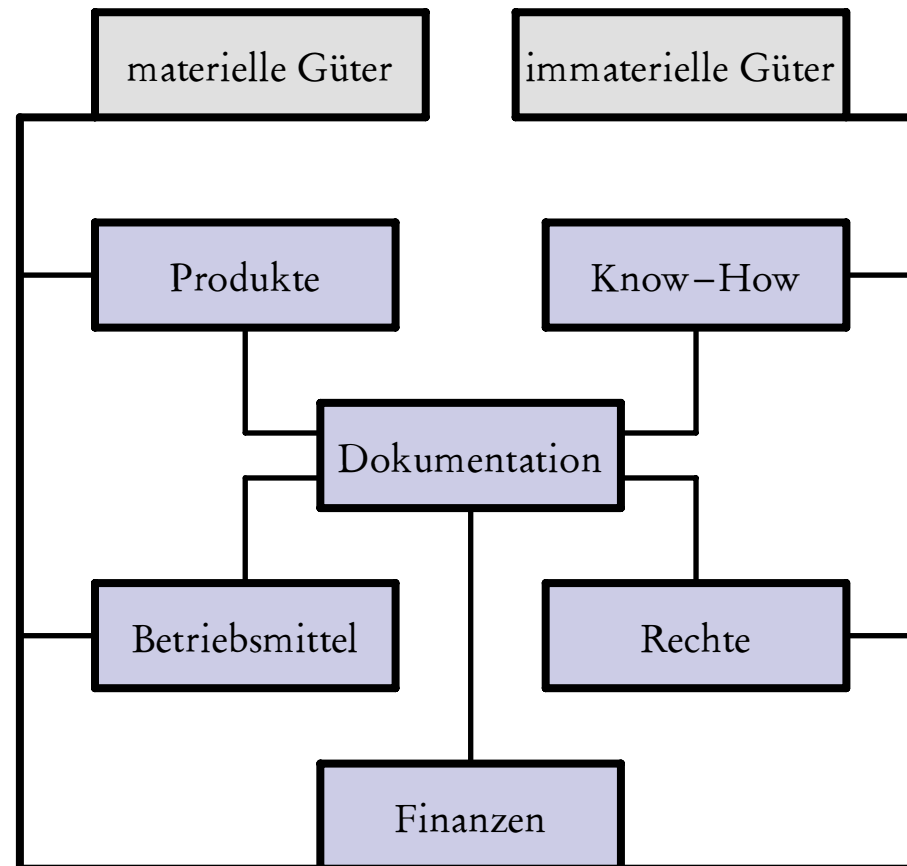 materielle Güter
immaterielle Güter
Produkte
Know–How
Dokumentation
Betriebsmittel
Rechte
Finanzen